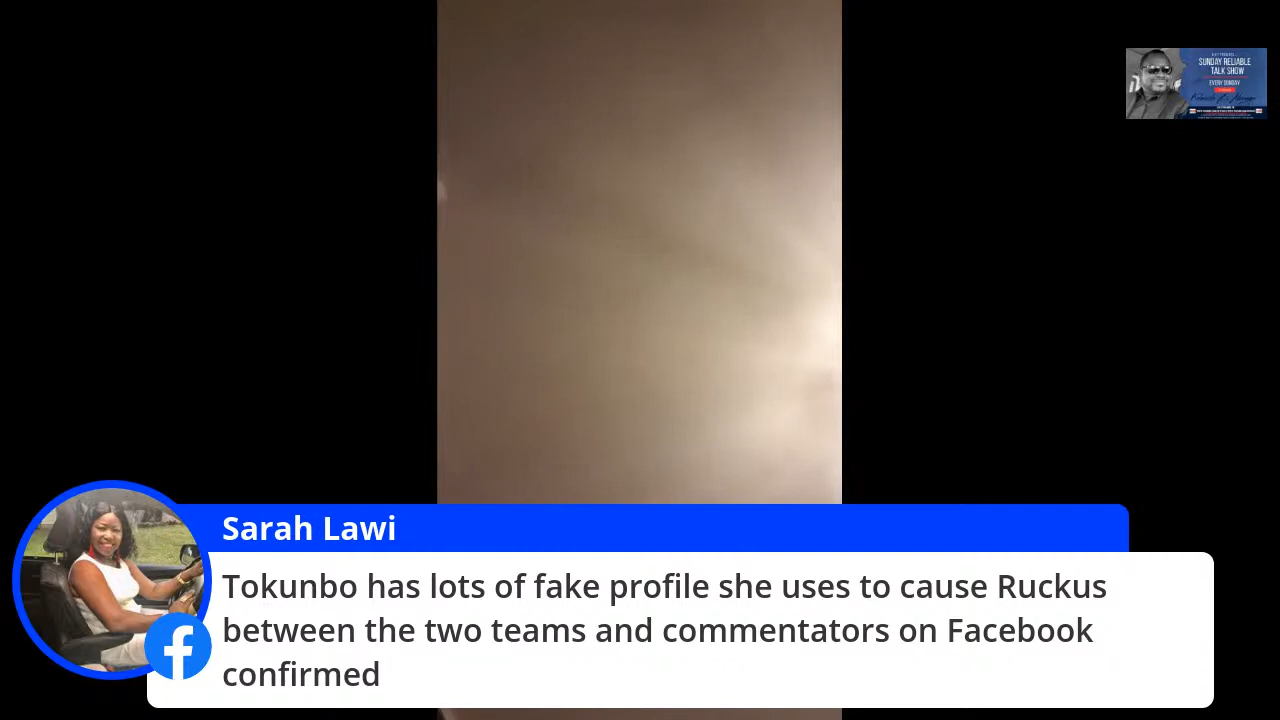 SUNDAY RELIABLE
TALK SHOW
EVERY SUNDAY
Sarah Lawi
Tokunbo has lots of fake profile she uses to cause Ruckus
between the two teams and commentators on Facebook
confirmed